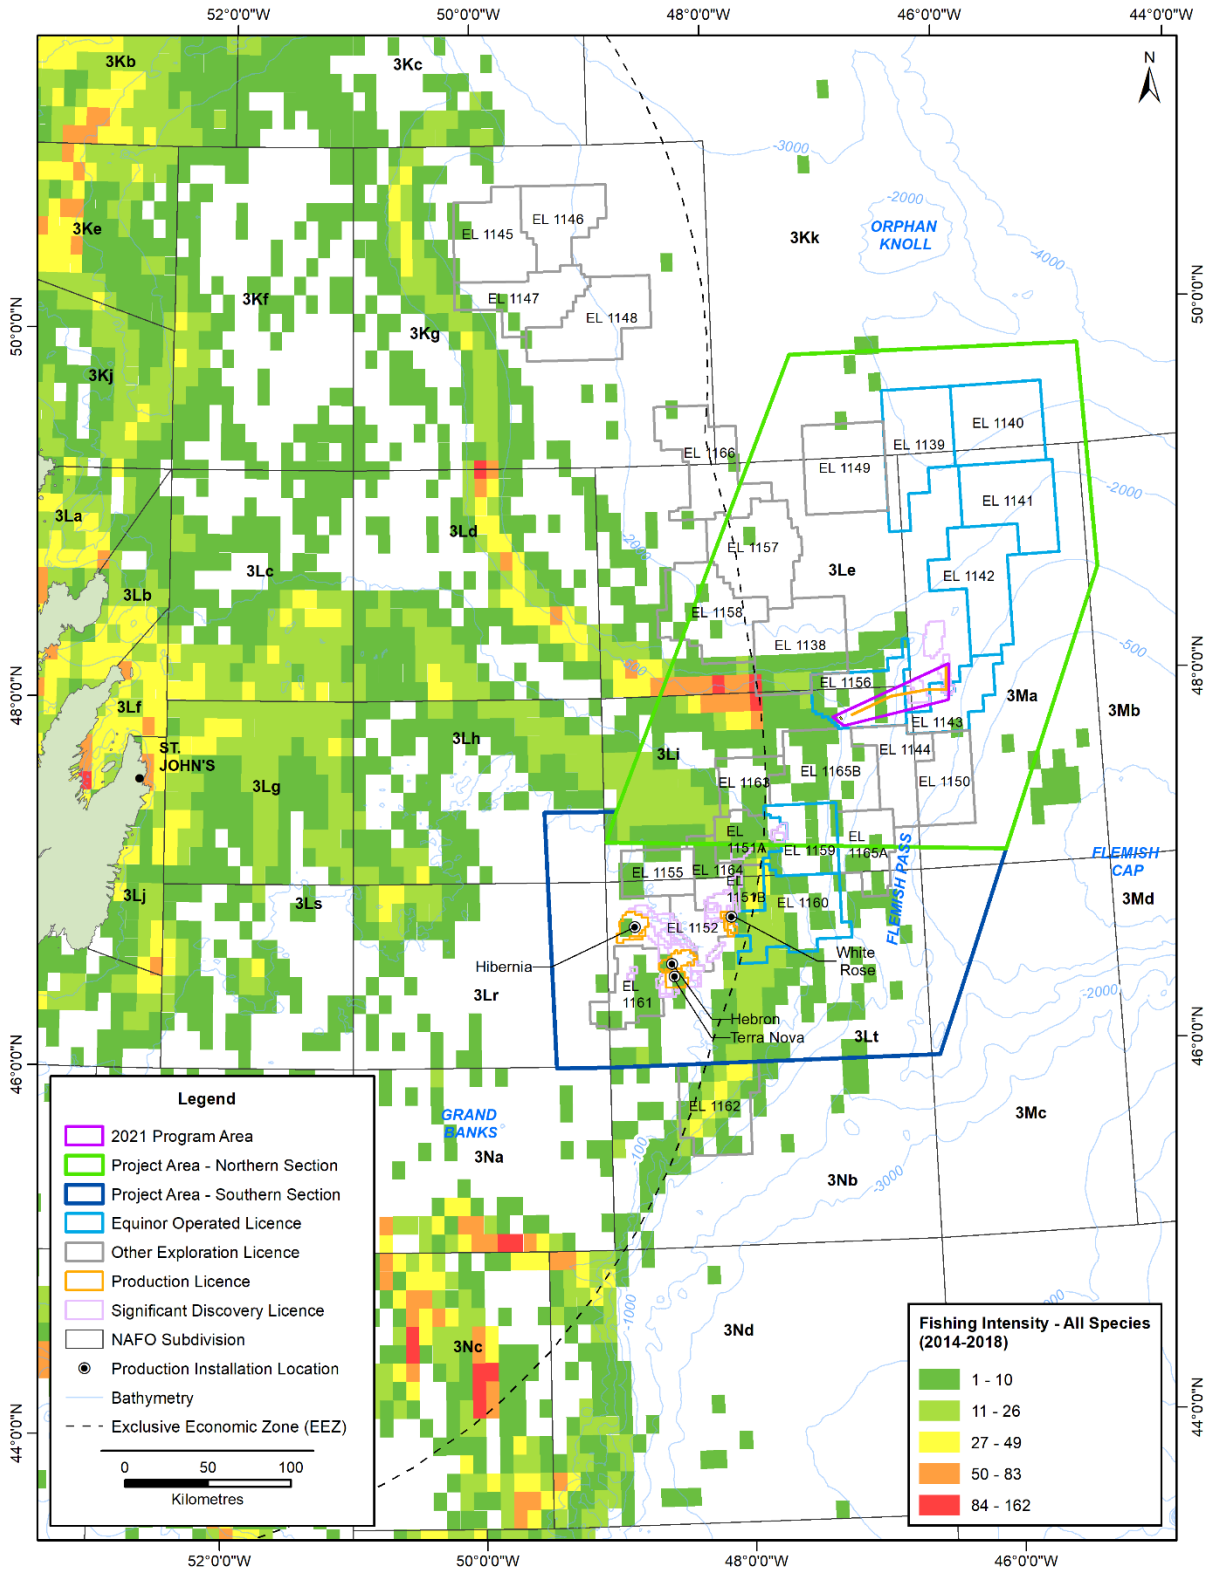 52°0'0"W
50°0'0"W
48°0'0"W
46°0'0"W
44°0'0"W
N
3Kb
3Kc
-3000
-2000
ORPHAN
KNOLL
3Ke
3Kk
EL 1146
EL 1145
-4000
3Kf
EL 1147
EL 1148
50°0'0"N
50°0'0"N
3Kg
3Kj
EL 1139
EL 1140
EL 1166
EL 1149
-2000
EL 1141
3La
3Ld
-2000
EL 1157
3Lc
3Le
EL 1142
3Lb
EL 1158
EL 1138
-500
-500
48°0'0"N
48°0'0"N
EL 1156
3Ma
3Mb
3Lf
EL 1143
3Lh
ST.
JOHN'S
3Li
EL 1144
3Lg
EL 1163
EL 1165B
EL 1150
EL
1151A
EL 1159
EL
1165A
FLEMISH PASS
FLEMISH
CAP
EL 1155
EL 1164
EL
1151B
3Lj
3Ls
EL 1160
3Md
EL 1152
White
Rose
Hibernia
3Lr
EL
1161
-2000
Hebron
Terra Nova
3Lt
46°0'0"N
46°0'0"N
EL 1162
3Mc
GRAND
BANKS
3Na
-100
3Nb
-3000
-1000
3Nd
3Nc
44°0'0"N
44°0'0"N
Legend
2021 Program Area
Project Area - Northern Section
Project Area - Southern Section
Equinor Operated Licence
Other Exploration Licence
Production Licence
Significant Discovery Licence
NAFO Subdivision
Production Installation Location
Bathymetry
Exclusive Economic Zone (EEZ)
0 50 100
Kilometres
Fishing Intensity - All Species
(2014-2018)
1 - 10
11 - 26
27 - 49
50 - 83
84 - 162
52°0'0"W
50°0'0"W
48°0'0"W
46°0'0"W